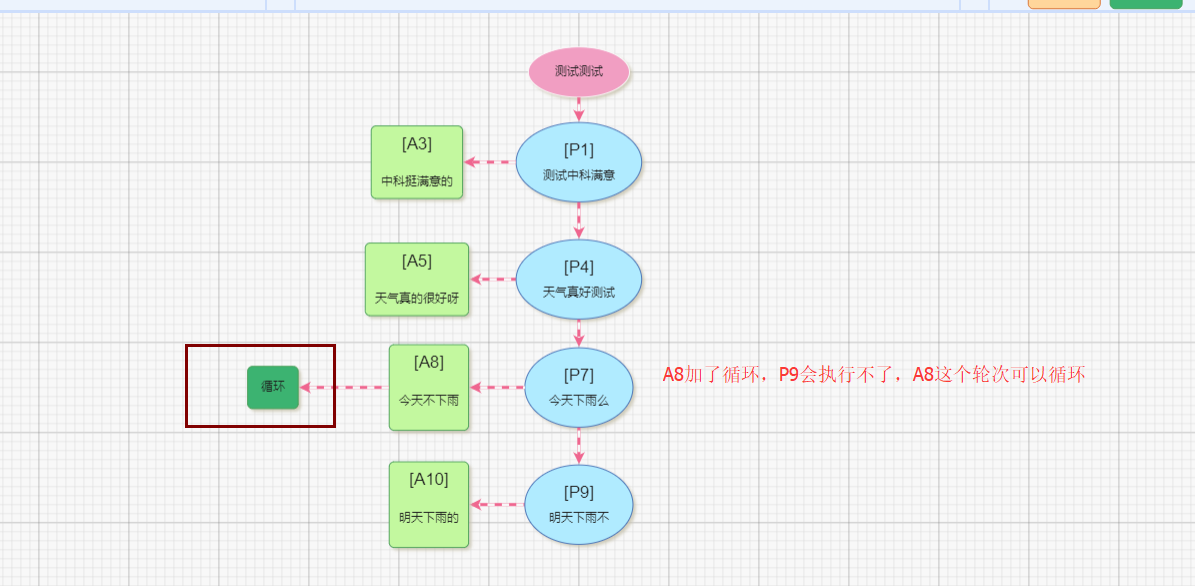 测试测试
[A3]
中科挺满意的
[P1]
测试中科满意
[A5]
天气真的很好呀
[P4]
天气真好测试
循环
[A8]
今天不下雨
[P7]
今天下雨么
A8加了循环，P9会执行不了，A8这个轮次可以循环
[A10]
明天下雨的
[P9]
明天下雨不